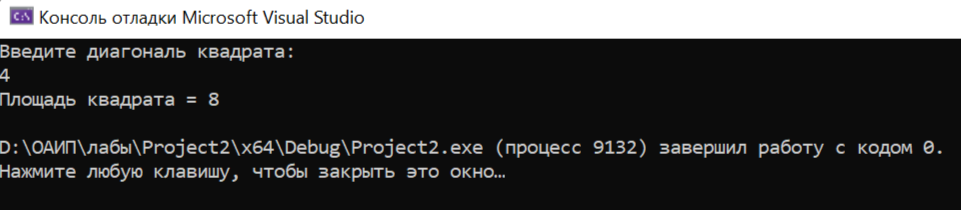 Консоль отладки Microsoft Visual Studio
Введите диагональ квадрата:
4
Площадь квадрата = 8
D:\ОАИП\лабы\Project2\x64\Debug\Project2.exe (процесс 9132) завершил работу с кодом 0.
Нажмите любую клавишу, чтобы закрыть это окно…